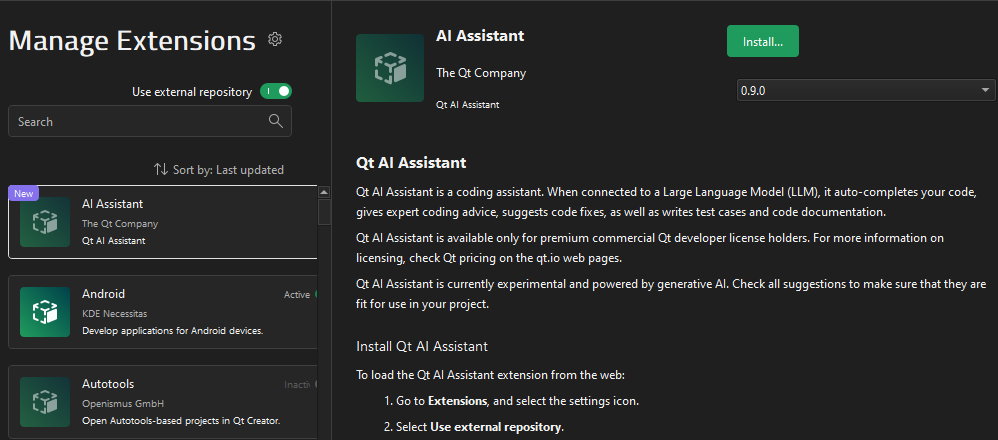 Manage Extensions
Use external repository
Search
Sort by: Last updated
New
AI Assistant
The Qt Company
Qt AI Assistant
Android
Active
KDE Necessitas
Develop applications for Android devices.
Autotools
Inactiv
Openismus GmbH
Open Autotools-based projects in Qt Creator.
AI Assistant
Install...
The Qt Company
0.9.0
Qt AI Assistant
Qt AI Assistant
Qt AI Assistant is a coding assistant. When connected to a Large Language Model (LLM), it auto-completes your code,
gives expert coding advice, suggests code fixes, as well as writes test cases and code documentation.
Qt AI Assistant is available only for premium commercial Qt developer license holders. For more information on
licensing, check Qt pricing on the qt.io web pages.
Qt AI Assistant is currently experimental and powered by generative AI. Check all suggestions to make sure that they are
fit for use in your project.
Install Qt AI Assistant
To load the Qt AI Assistant extension from the web:
1. Go to Extensions, and select the settings icon.
2. Select Use external repository.